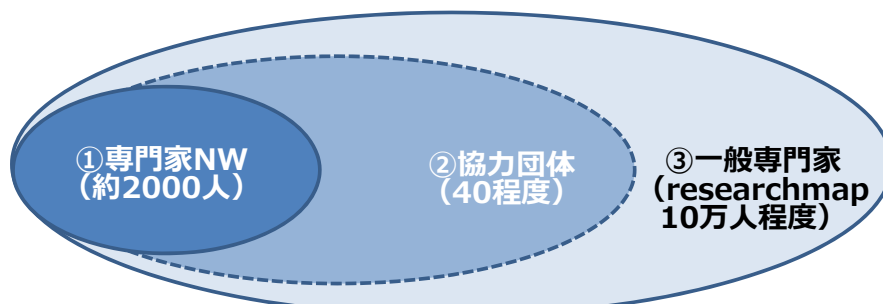 ①専門家NW
（約2000人）
②協力団体
（40程度）
③一般専門家
（researchmap
10万人程度）